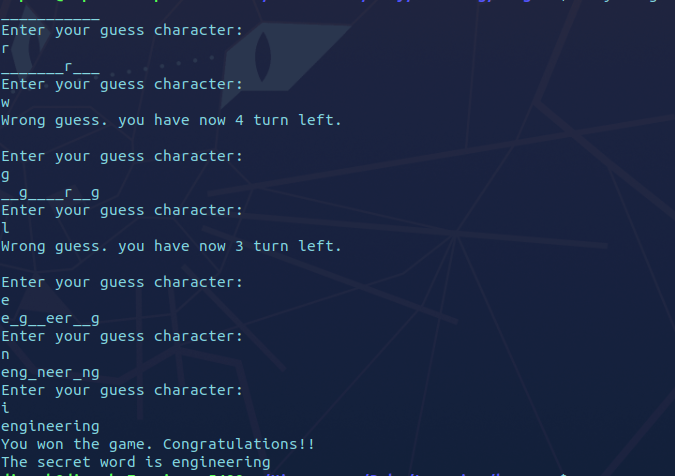 ___________
Enter your guess character:
r
_______r___
Enter your guess character:
w
Wrong guess. you have now 4 turn left.
Enter your guess character:
g
__g____r__g
Enter your guess character:
l
Wrong guess. you have now 3 turn left.
Enter your guess character:
e
e_g__eer__g
Enter your guess character:
n
eng_neer_ng
Enter your guess character:
i
engineering
You won the game. Congratulations!!
The secret word is engineering